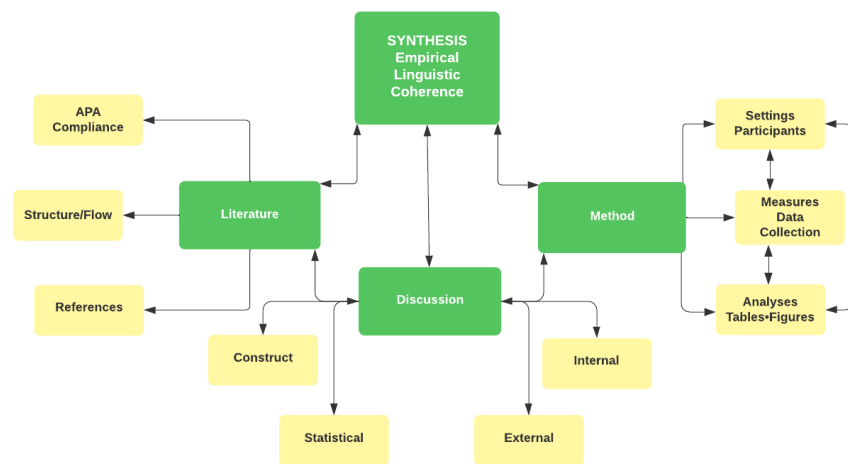 SYNTHESIS
Empirical
Linguistic
Coherence
APA
Compliance
Settings
Participants
Structure/Flow
Literature
Method
Measures
Data
Collection
References
Discussion
Analyses
Tables•Figures
Construct
Internal
Statistical
External